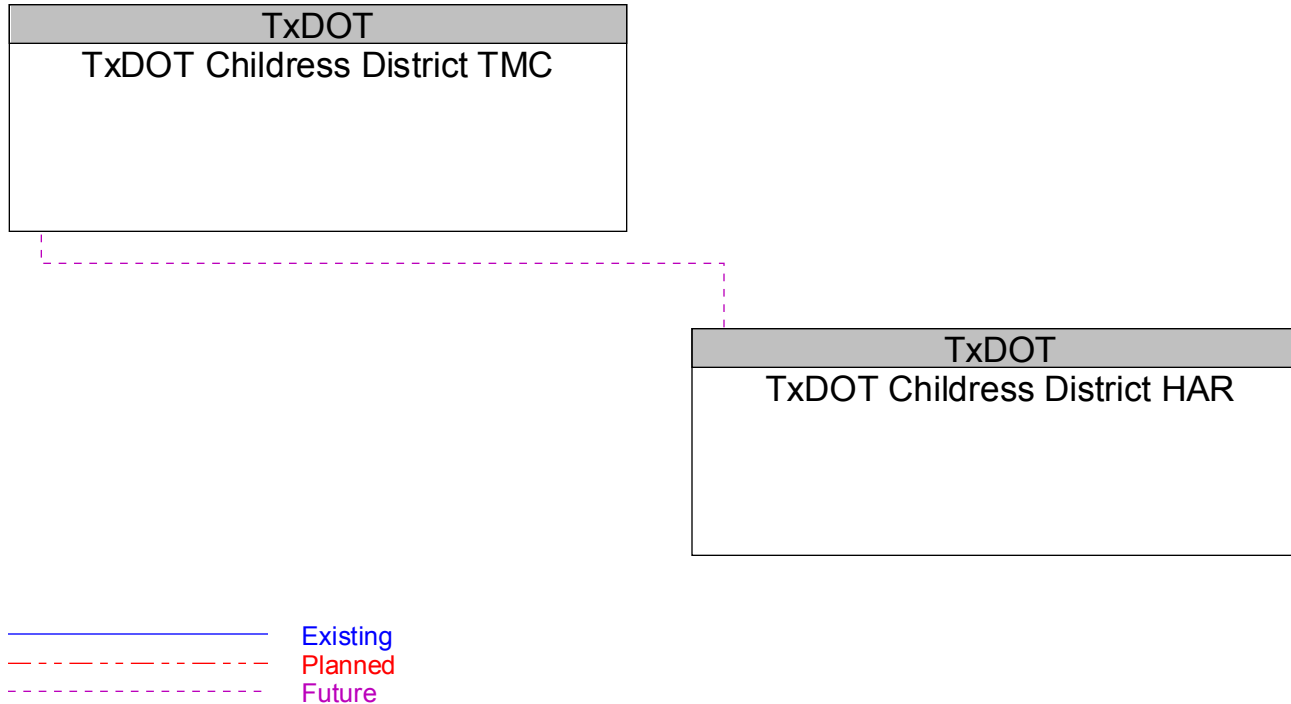 TxDOT
TxDOT Childress District TMC
TxDOT
TxDOT Childress District HAR
Existing
Planned
Future